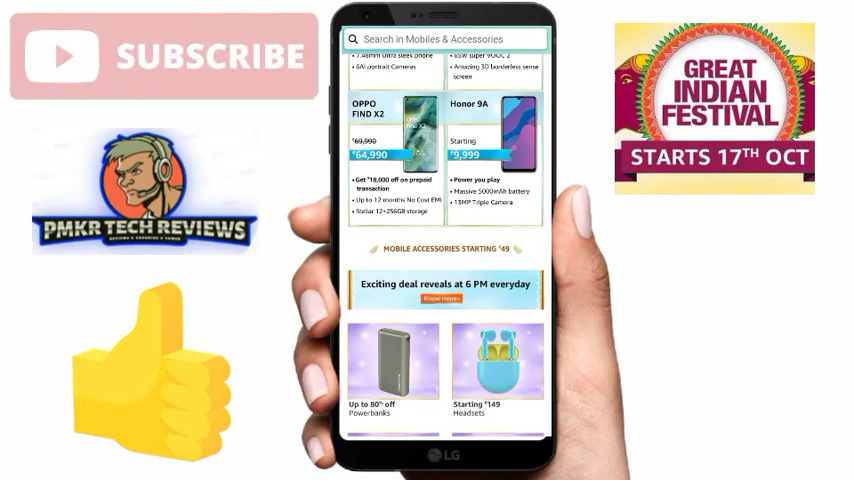 SUBSCRIBE
PMKR TECH REVIEWS
Search in Mobiles & Accessories
• 7.48mm Ultra sleek phone
• 6AI portrait Cameras
• 65W super VOOC 2
• Amazing 3D borderless sense
screen
OPPO
FIND X2
₹69,990
₹64,990
• Get ₹18,000 off on prepaid
transaction
• Up to 12 months No Cost EMI
• Stellar 12+256GB storage
Honor 9A
Starting
₹9,999
• Power you play
• Massive 5000mAh battery
• 13MP Triple Camera
MOBILE ACCESSORIES STARTING ₹49
Exciting deal reveals at 6 PM everyday
Know more›
Up to 80% off
Powerbanks
Starting ₹149
Headsets
LG
GREAT
INDIAN
FESTIVAL
STARTS 17TH OCT